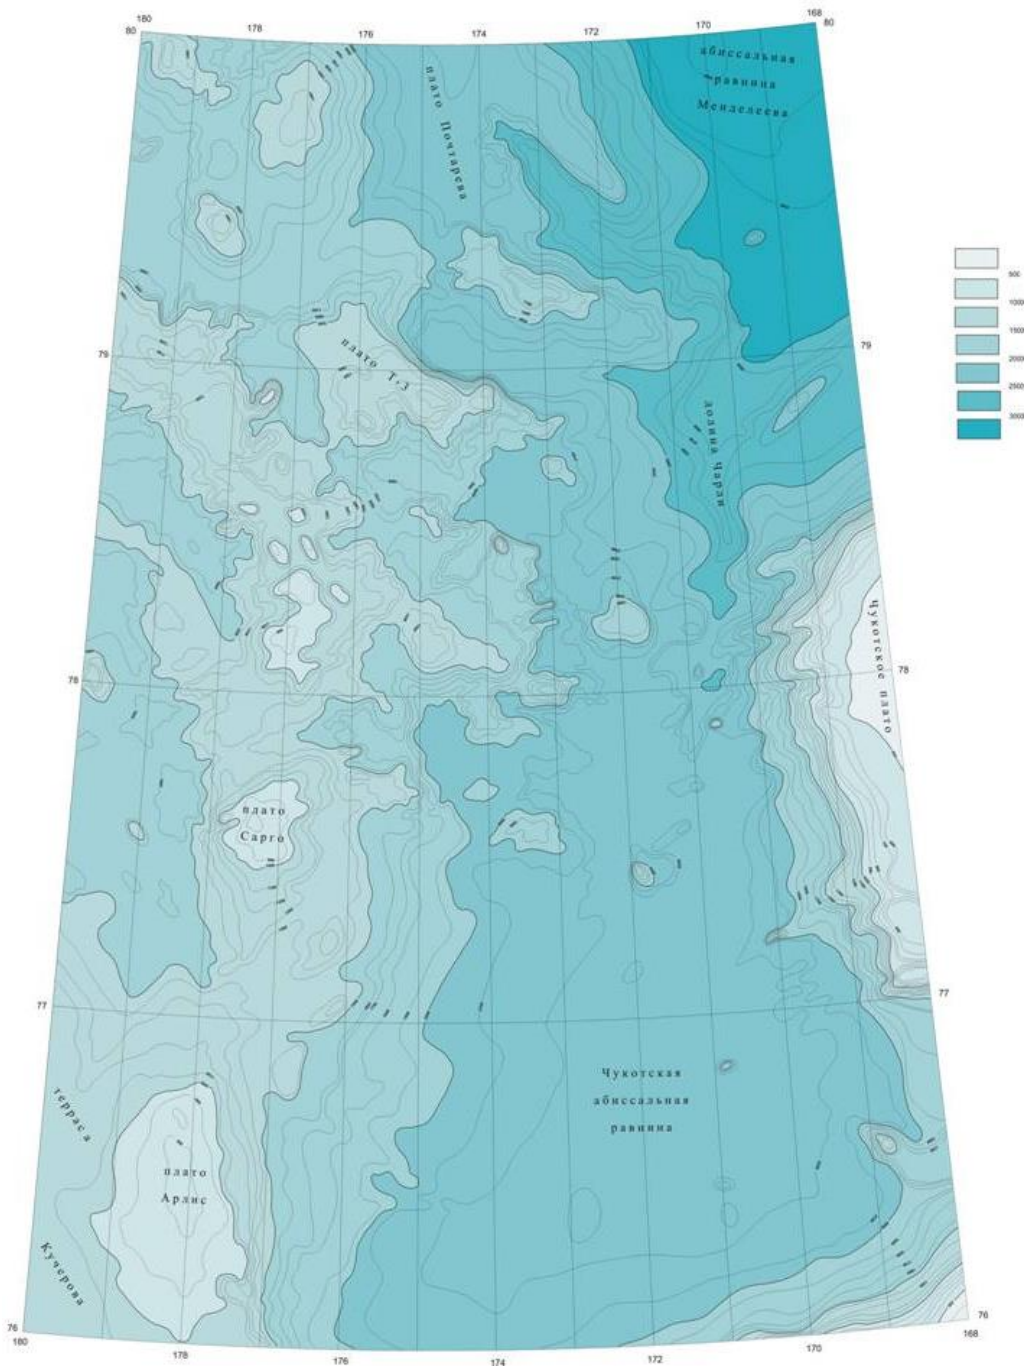 180
178
176
174
172
170
168
80
80
абиссальная
равнина
Менделеева
плато Почтарева
500
1000
1500
2000
2500
3000
79
79
плато Т-3
долина Чарли
Чукотское плато
78
78
плато
Сарго
77
77
терраса
Кучерова
плато
Арлис
Чукотская
абиссальная
равнина
76
76
180
178
176
174
172
170
168